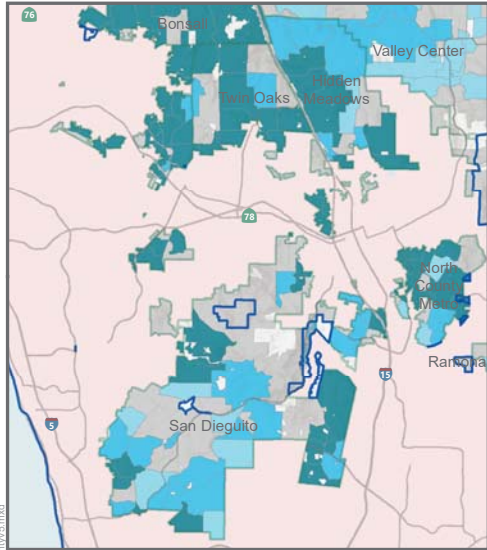 76
Bonsall
Valley Center
Hidden
Twin Oaks
Meadows
78
North
County
Metro
Ramona
15
San Dieguito
5